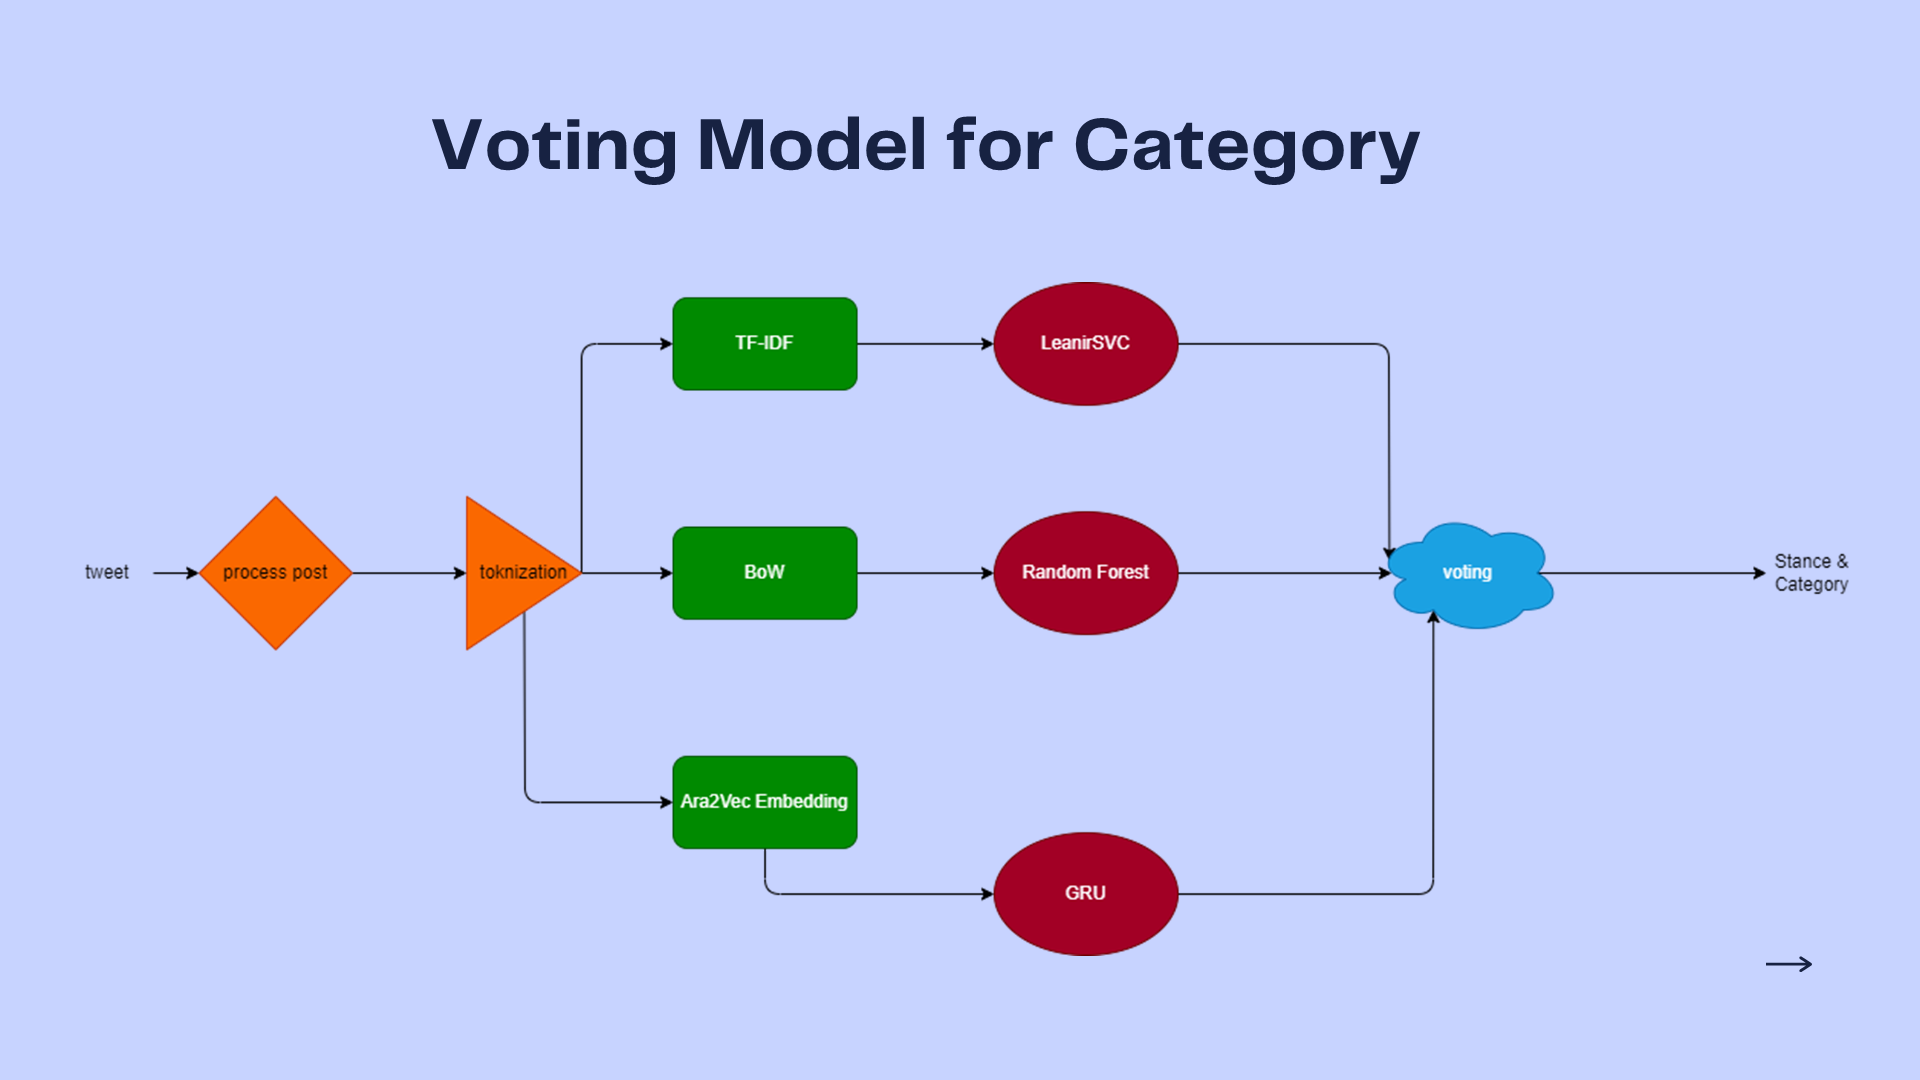 Voting Model for Category
TF-IDF
LeanirSVC
tweet
process post
toknization
BoW
Random Forest
voting
Stance &
Category
Ara2Vec Embedding
GRU